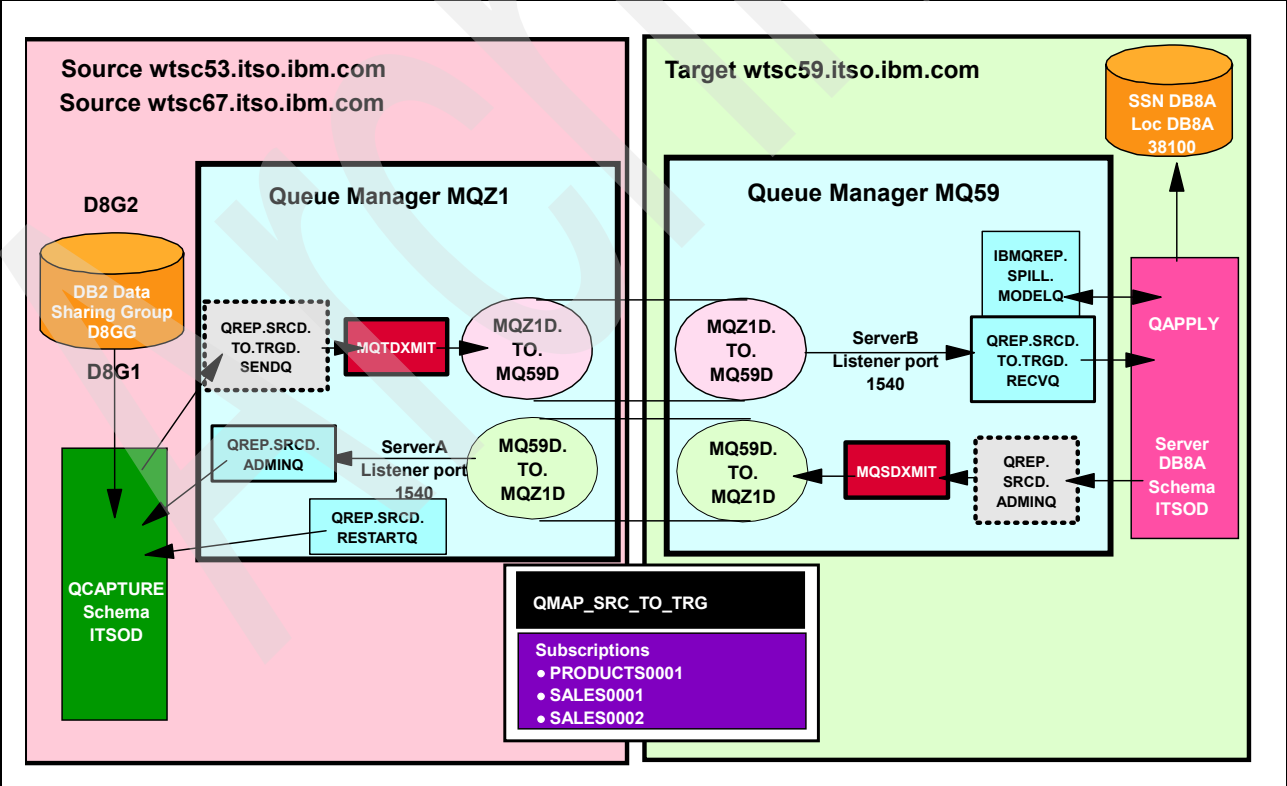 Source wtsc53.itso.ibm.com
Source wtsc67.itso.ibm.com
D8G2
DB2 Data
Sharing Group
D8GG
D8G1
QCAPTURE
Schema
ITSOD
Queue Manager MQZ1
QREP.SRCD.
TO.TRGD.
SENDQ
MQTDXMIT
MQZ1D.
TO.
MQ59D
QREP.SRCD.
ADMINQ
ServerA
Listener port
1540
MQ59D.
TO.
MQZ1D
QREP.SRCD.
RESTARTQ
Target wtsc59.itso.ibm.com
SSN DB8A
Loc DB8A
38100
Queue Manager MQ59
MQZ1D.
TO.
MQ59D
ServerB
Listener port
1540
IBMQREP.
SPILL.
MODELQ
QREP.SRCD.
TO.TRGD.
RECVQ
MQ59D.
TO.
MQZ1D
MQSDXMIT
QREP.
SRCD.
ADMINQ
QAPPLY
Server
DB8A
Schema
ITSOD
QMAP_SRC_TO_TRG
Subscriptions
● PRODUCTS0001
● SALES0001
● SALES0002